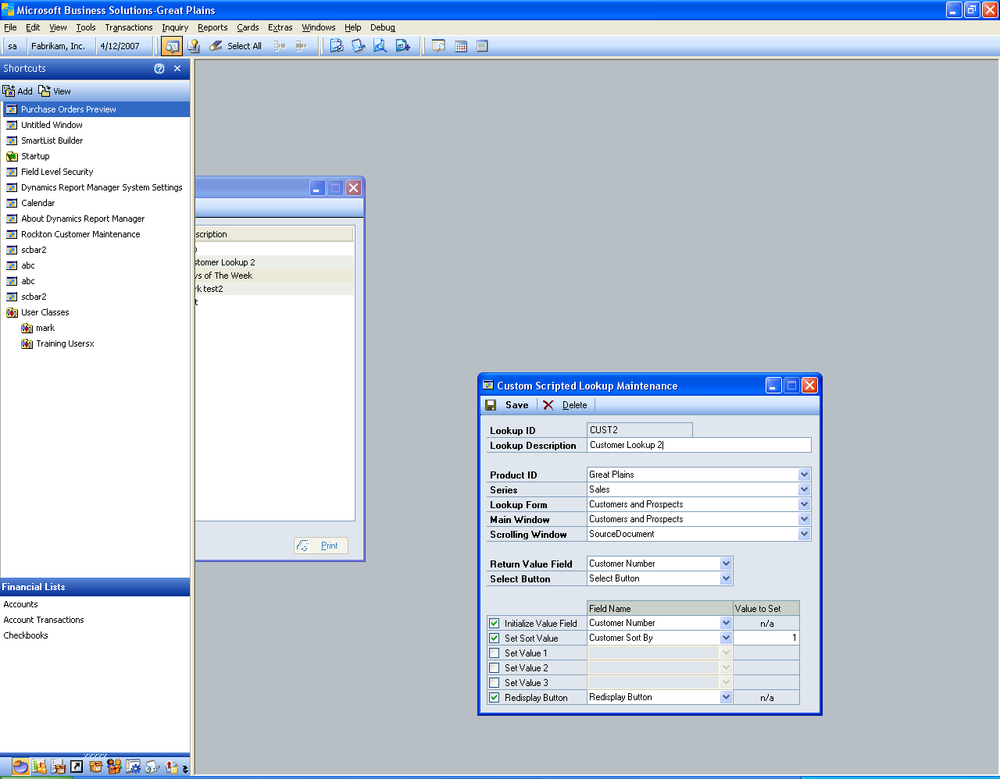 Microsoft Business Solutions-Great Plains
File Edit View Tools Transactions Inquiry Reports Cards Extras Windows Help Debug
sa Fabrikam, Inc. 4/12/2007 Select All
Shortcuts
Add View
Purchase Orders Preview
Untitled Window
SmartList Builder
Startup
Field Level Security
Dynamics Report Manager System Settings
Calendar
About Dynamics Report Manager
Rockton Customer Maintenance
scbar2
abc
abc
scbar2
User Classes
mark
Training Usersx
Financial Lists
Accounts
Account Transactions
Checkbooks
scription
stomer Lookup 2
ys of The Week
rk test2
t
Print
Custom Scripted Lookup Maintenance
Save Delete
Lookup ID CUST2
Lookup Description Customer Lookup 2
Product ID Great Plains
Series Sales
Lookup Form Customers and Prospects
Main Window Customers and Prospects
Scrolling Window SourceDocument
Return Value Field Customer Number
Select Button Select Button
Field Name Value to Set
Initialize Value Field Customer Number n/a
Set Sort Value Customer Sort By 1
Set Value 1
Set Value 2
Set Value 3
Redisplay Button Redisplay Button n/a